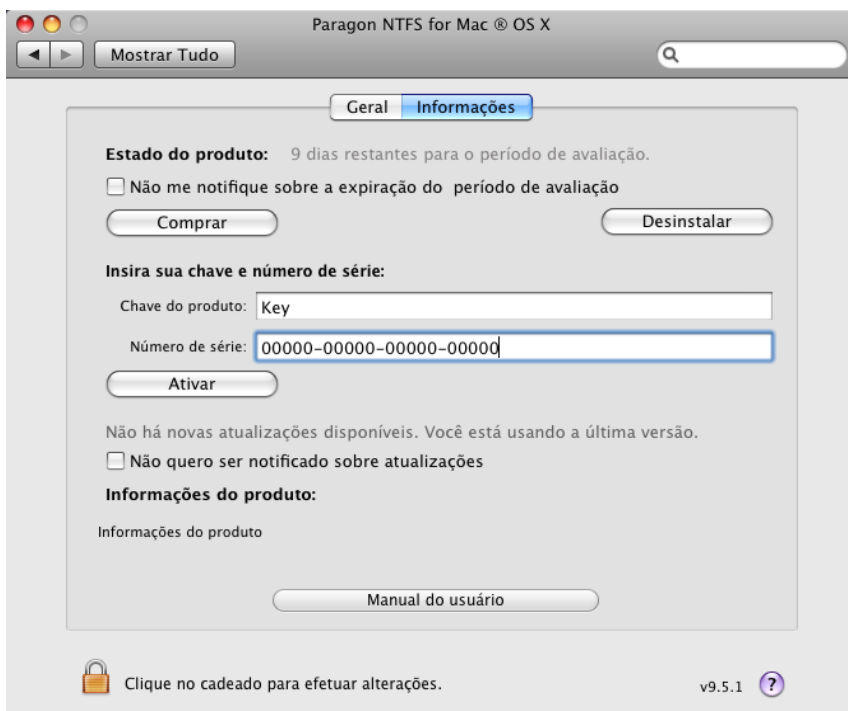 Paragon NTFS for Mac ® OS X
Mostrar Tudo
Geral Informações
Estado do produto: 9 dias restantes para o período de avaliação.
Não me notifique sobre a expiração do período de avaliação
Comprar Desinstalar
Insira sua chave e número de série:
Chave do produto: Key
Número de série: 00000-00000-00000-00000
Ativar
Não há novas atualizações disponíveis. Você está usando a última versão.
Não quero ser notificado sobre atualizações
Informações do produto:
Informações do produto
Manual do usuário
Clique no cadeado para efetuar alterações. v9.5.1 ?